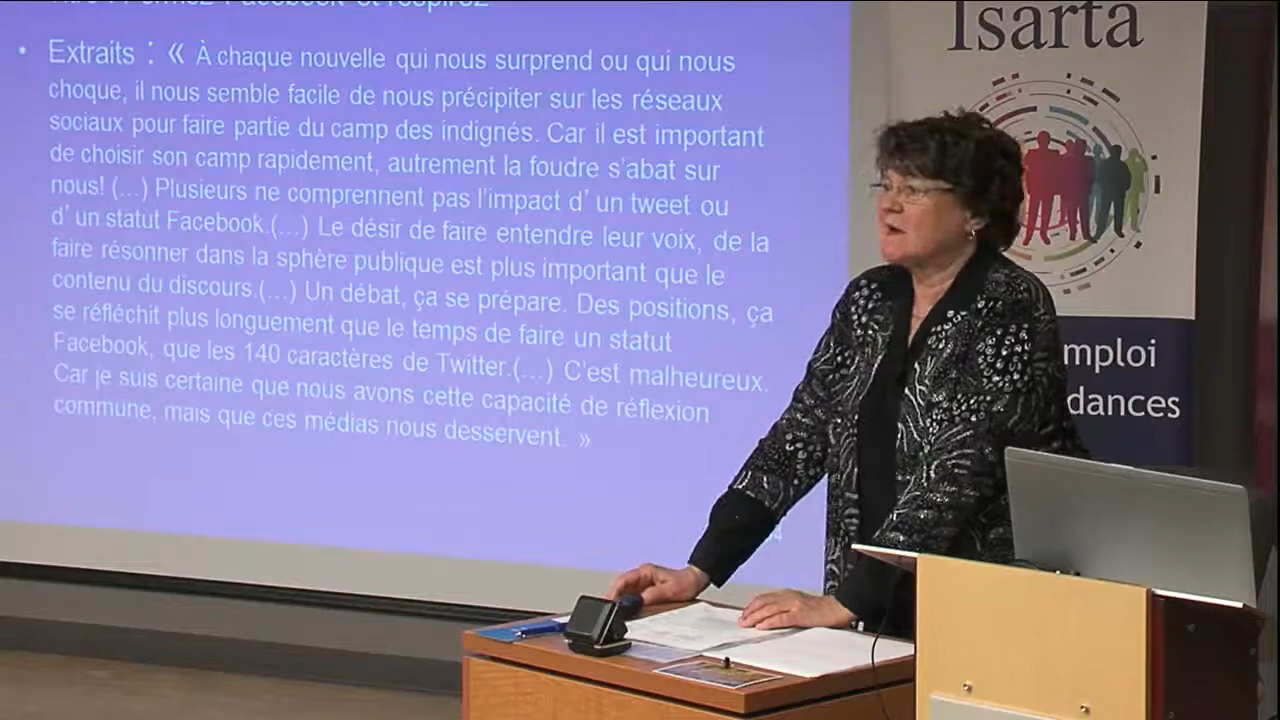 Fermez Facebook et respirez
• Extraits : « À chaque nouvelle qui nous surprend ou qui nous
choque, il nous semble facile de nous précipiter sur les réseaux
sociaux pour faire partie du camp des indignés. Car il est important
de choisir son camp rapidement, autrement la foudre s'abat sur
nous! (…) Plusieurs ne comprennent pas l'impact d' un tweet ou
d' un statut Facebook.(…) Le désir de faire entendre leur voix, de la
faire résonner dans la sphère publique est plus important que le
contenu du discours.(…) Un débat, ça se prépare. Des positions, ça
se réfléchit plus longuement que le temps de faire un statut
Facebook, que les 140 caractères de Twitter.(…) C'est malheureux.
Car je suis certaine que nous avons cette capacité de réflexion
commune, mais que ces médias nous desservent. »
Isarta
mploi
dances